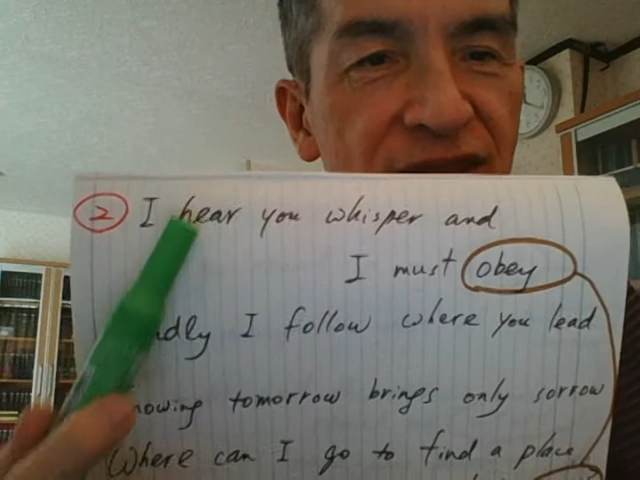 2 I hear you whisper and
I must obey
I follow where you lead
tomorrow brings only sorrow
Where can I go to find a place